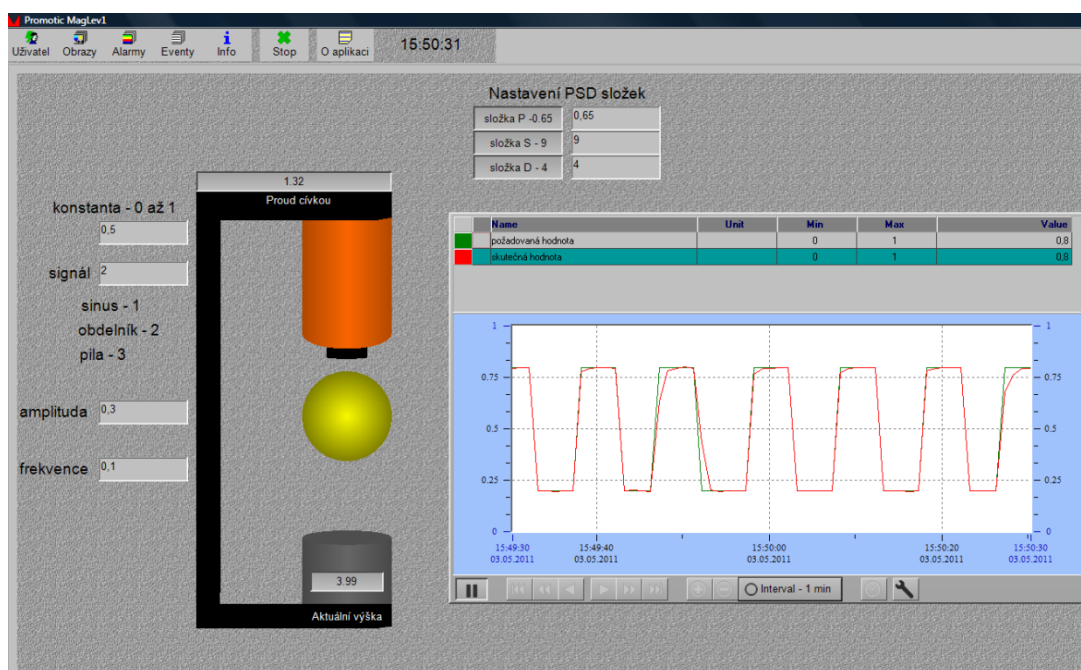 Promotic MagLev1
Uživatel Obrazy Alarmy Eventy Info Stop O aplikaci 15:50:31
Nastavení PSD složek
složka P -0.65 0,65
složka S - 9 9
složka D - 4 4
1.32
Proud cívkou
konstanta - 0 až 1
0,5
signál 2
sinus - 1
obdelník - 2
pila - 3
amplituda 0,3
frekvence 0,1
3.99
Aktuální výška
Name Unit Min Max Value
požadovaná hodnota 0 1 0,8
skutečná hodnota 0 1 0,8
1 1
0.75 0.75
0.5 0.5
0.25 0.25
0 0
15:49:30 15:49:40 15:50:00 15:50:20 15:50:30
03.05.2011 03.05.2011 03.05.2011 03.05.2011 03.05.2011
Interval - 1 min